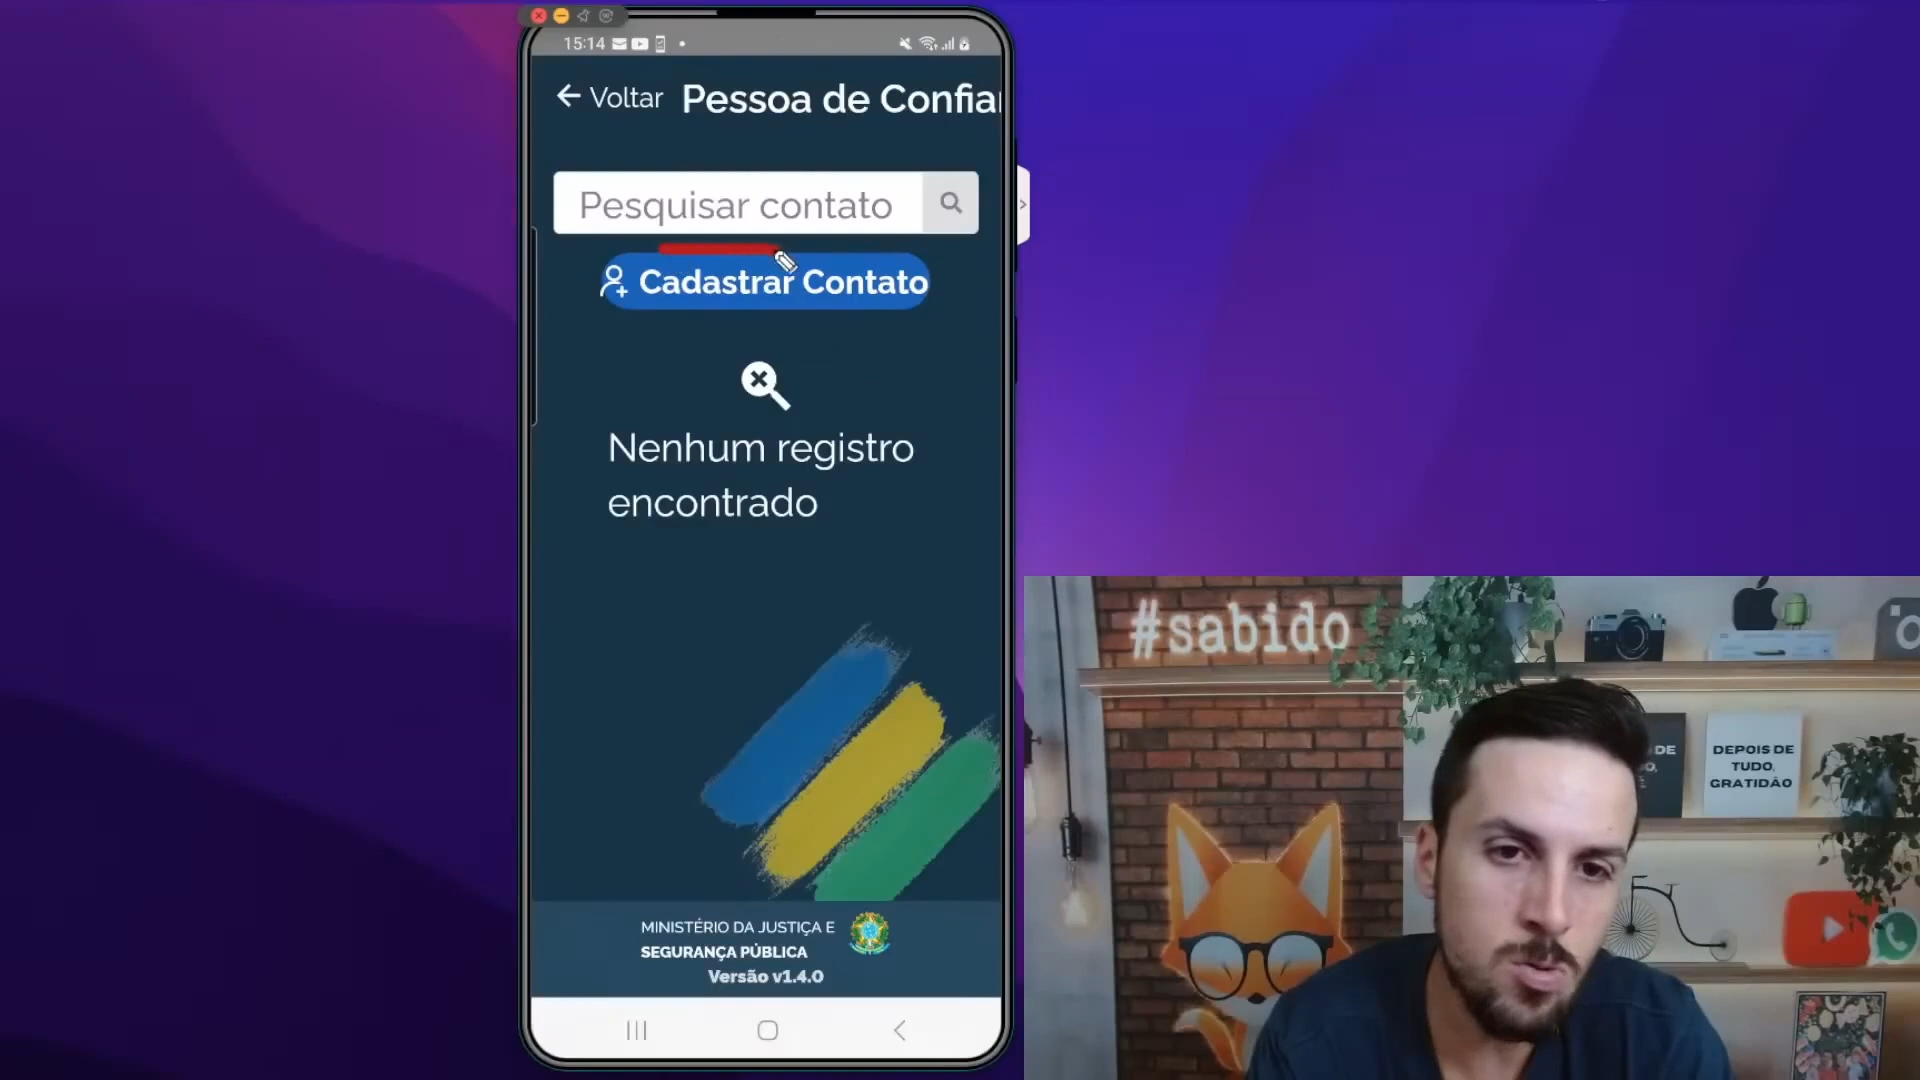 15:14
Voltar Pessoa de Confia
Pesquisar contato
Cadastrar Contato
Nenhum registro
encontrado
MINISTÉRIO DA JUSTIÇA E
SEGURANÇA PÚBLICA
Versão v1.4.0
#sabido
DE
DEPOIS DE
TUDO,
GRATIDÃO